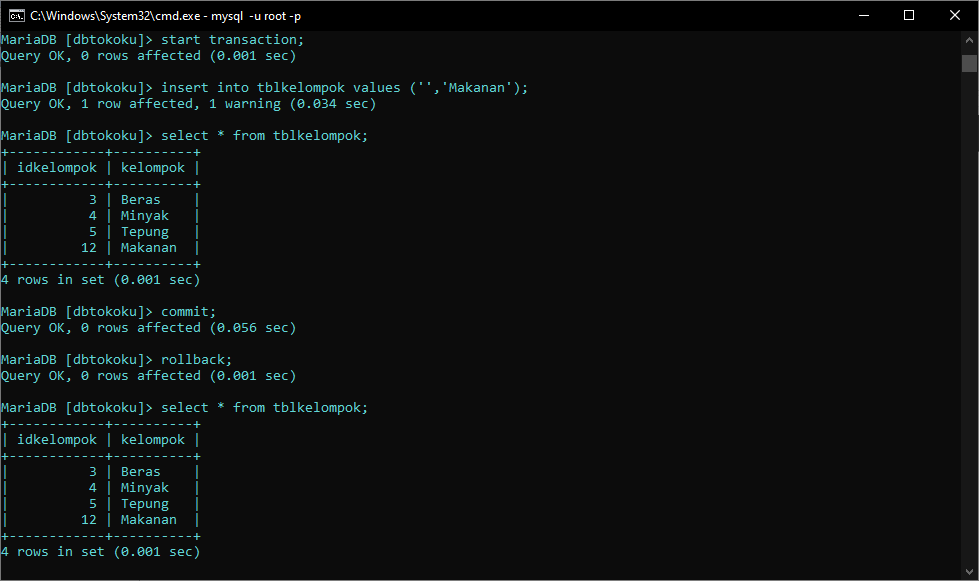 C:\Windows\System32\cmd.exe - mysql  -u root -p
MariaDB [dbtokoku]> start transaction;
Query OK, 0 rows affected (0.001 sec)
MariaDB [dbtokoku]> insert into tblkelompok values ('','Makanan');
Query OK, 1 row affected, 1 warning (0.034 sec)
MariaDB [dbtokoku]> select * from tblkelompok;
+------------+----------+
| idkelompok | kelompok |
+------------+----------+
|          3 | Beras    |
|          4 | Minyak   |
|          5 | Tepung   |
|         12 | Makanan  |
+------------+----------+
4 rows in set (0.001 sec)
MariaDB [dbtokoku]> commit;
Query OK, 0 rows affected (0.056 sec)
MariaDB [dbtokoku]> rollback;
Query OK, 0 rows affected (0.001 sec)
MariaDB [dbtokoku]> select * from tblkelompok;
+------------+----------+
| idkelompok | kelompok |
+------------+----------+
|          3 | Beras    |
|          4 | Minyak   |
|          5 | Tepung   |
|         12 | Makanan  |
+------------+----------+
4 rows in set (0.001 sec)